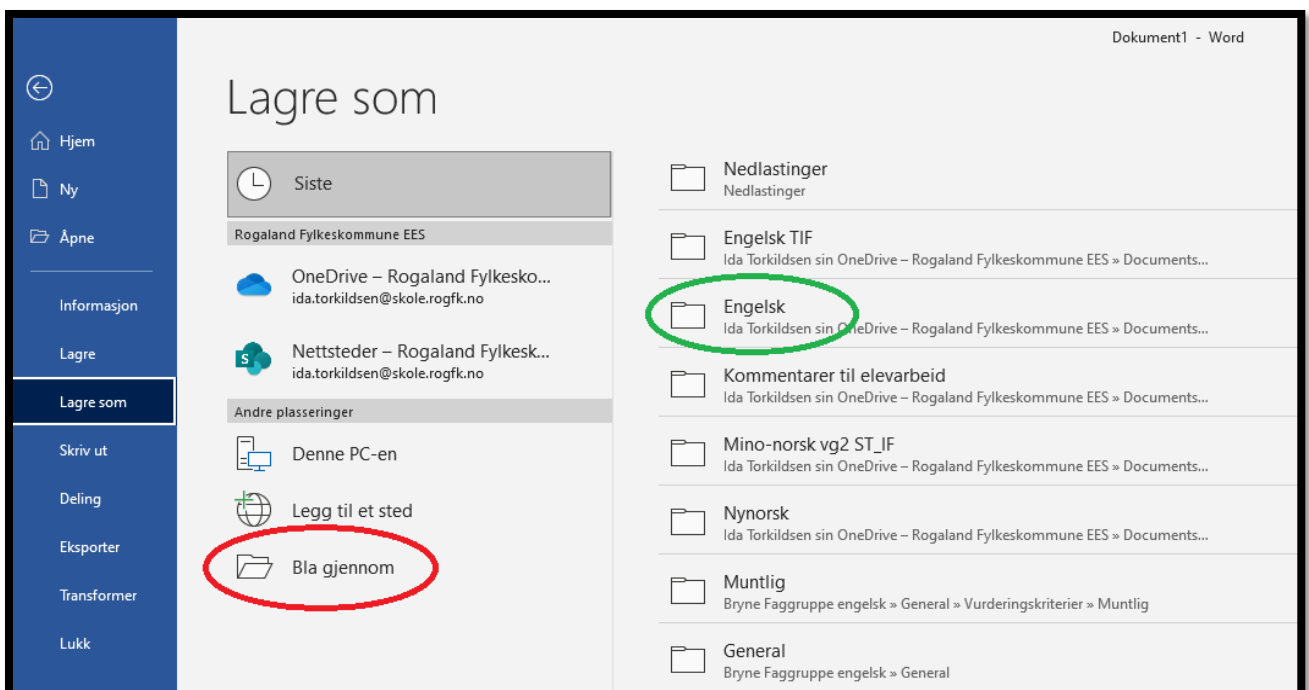 Dokument1 - Word
Lagre som
Hjem
Ny
Åpne
Informasjon
Lagre
Lagre som
Skriv ut
Deling
Eksporter
Transformer
Lukk
Siste
Rogaland Fylkeskommune EES
OneDrive – Rogaland Fylkesko...
ida.torkildsen@skole.rogfk.no
Nettsteder – Rogaland Fylkesk...
ida.torkildsen@skole.rogfk.no
Andre plasseringer
Denne PC-en
Legg til et sted
Bla gjennom
Nedlastinger
Nedlastinger
Engelsk TIF
Ida Torkildsen sin OneDrive – Rogaland Fylkeskommune EES » Documents...
Engelsk
Ida Torkildsen sin OneDrive – Rogaland Fylkeskommune EES » Documents...
Kommentarer til elevarbeid
Ida Torkildsen sin OneDrive – Rogaland Fylkeskommune EES » Documents...
Mino-norsk vg2 ST_IF
Ida Torkildsen sin OneDrive – Rogaland Fylkeskommune EES » Documents...
Nynorsk
Ida Torkildsen sin OneDrive – Rogaland Fylkeskommune EES » Documents...
Muntlig
Bryne Faggruppe engelsk » General » Vurderingskriterier » Muntlig
General
Bryne Faggruppe engelsk » General